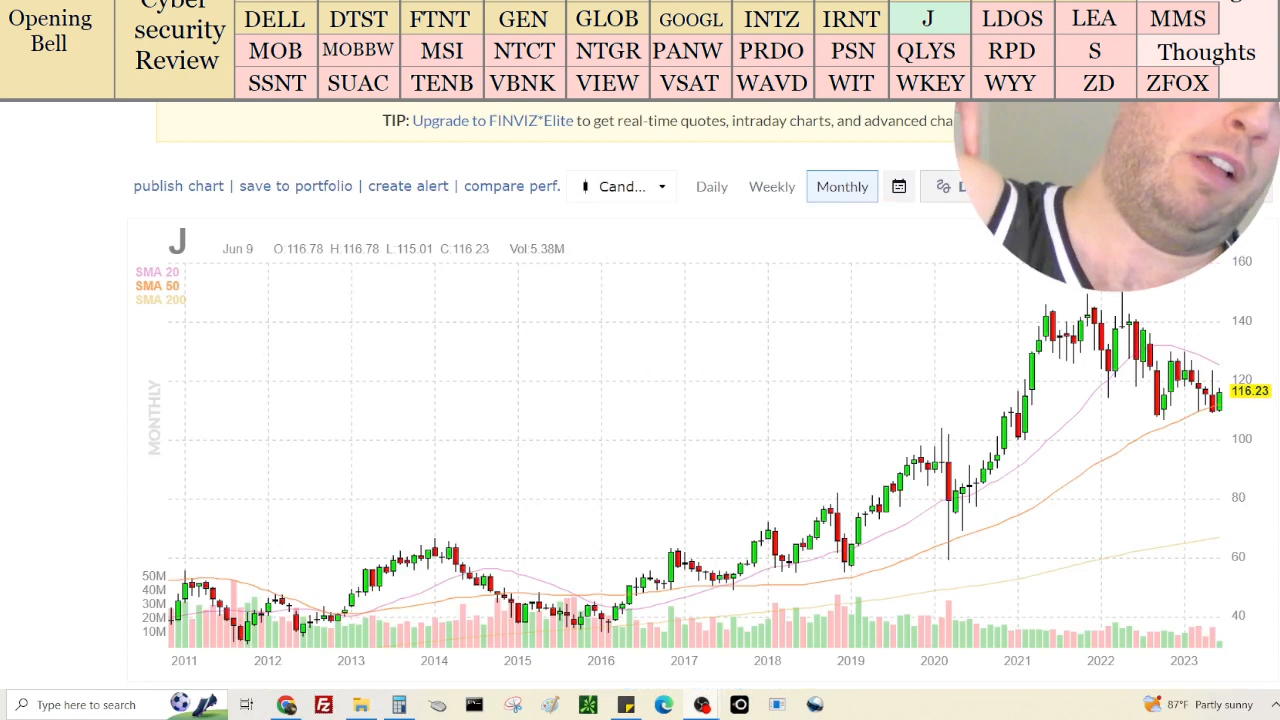 Opening Bell
Cyber security Review
DELL DTST FTNT GEN GLOB GOOGL INTZ IRNT J LDOS LEA MMS
MOB MOBBW MSI NTCT NTGR PANW PRDO PSN QLYS RPD S Thoughts
SSNT SUAC TENB VBNK VIEW VSAT WAVD WIT WKEY WYY ZD ZFOX
TIP: Upgrade to FINVIZ*Elite to get real-time quotes, intraday charts, and advanced cha
publish chart | save to portfolio | create alert | compare perf. Cand... Daily Weekly Monthly
J Jun 9 O:116.78 H:116.78 L:115.01 C:116.23 Vol:5.38M
SMA 20
SMA 50
SMA 200
160
140
120
116.23
100
80
60
40
MONTHLY
50M
40M
30M
20M
10M
2011 2012 2013 2014 2015 2016 2017 2018 2019 2020 2021 2022 2023
Type here to search 87°F Partly sunny